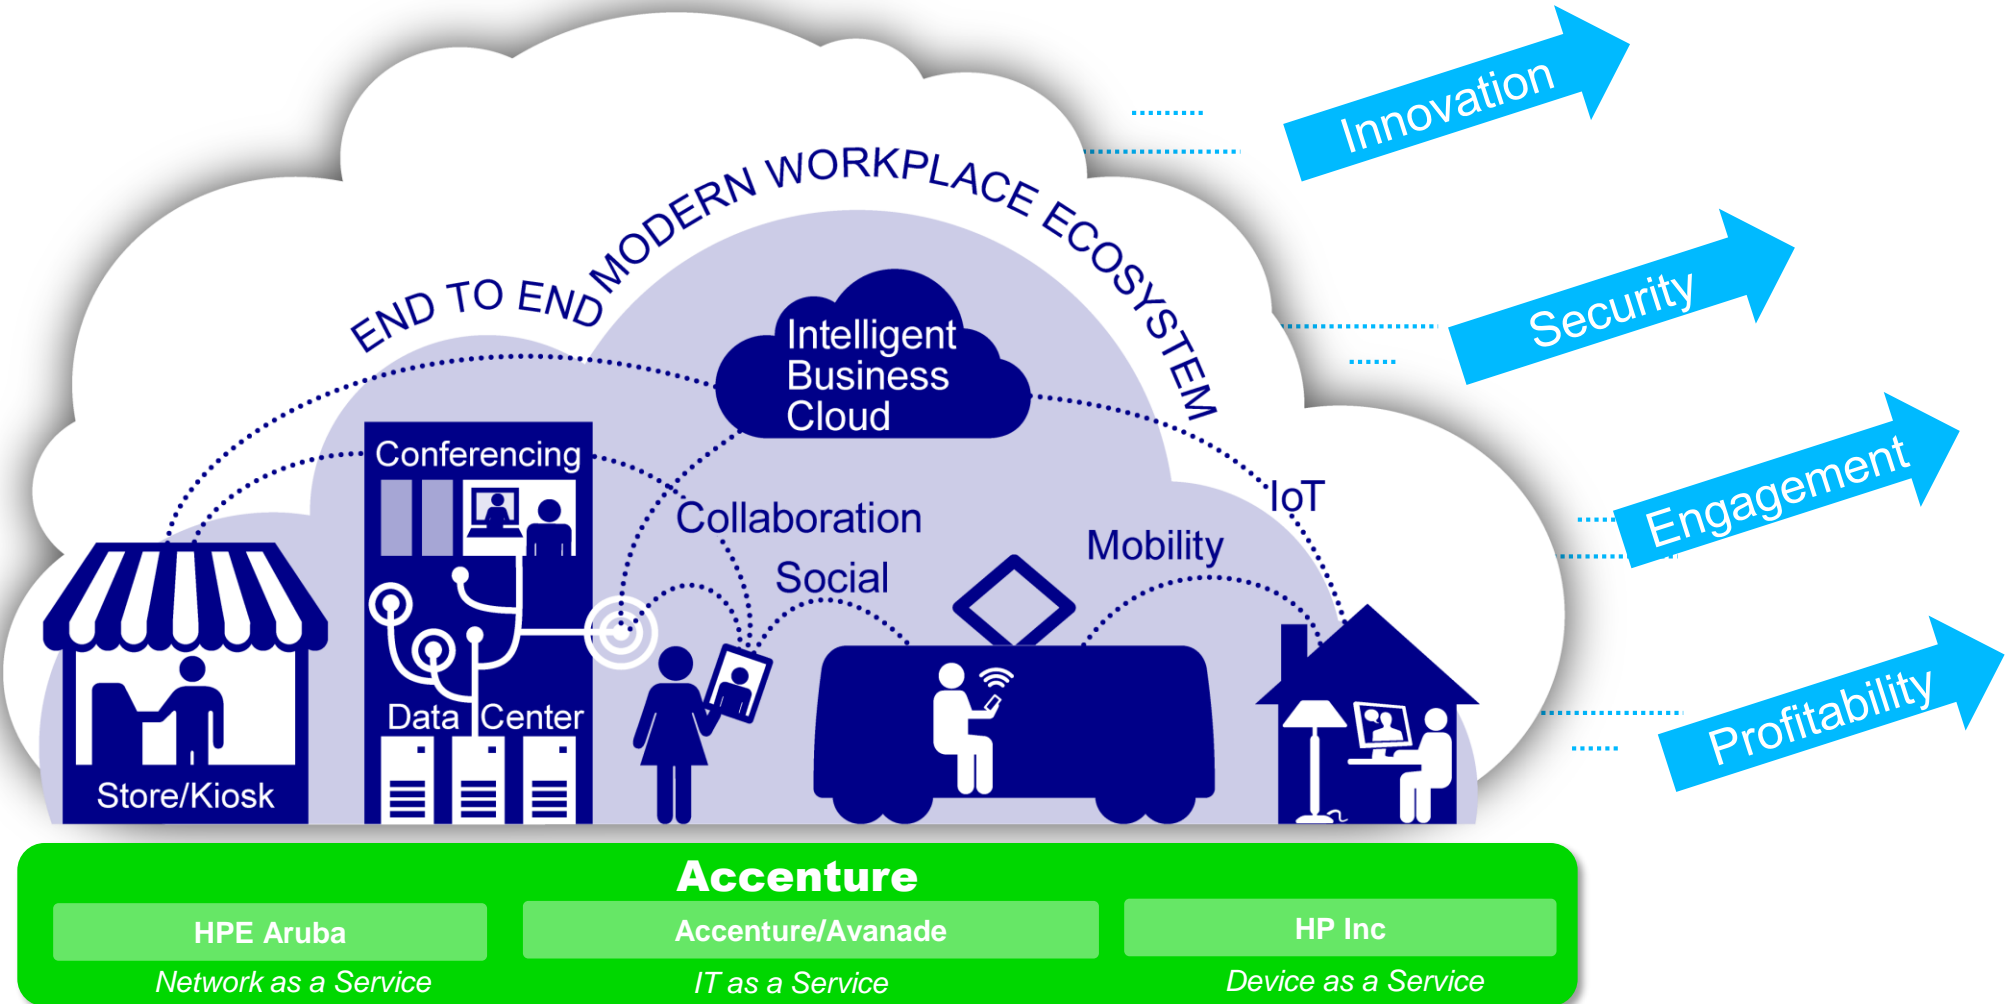 Innovation
END TO END MODERN WORKPLACE ECOSYSTEM
Security
Intelligent
Business
Cloud
Conferencing
Engagement
IoT
Collaboration
Mobility
Social
Profitability
Data Center
Store/Kiosk
Accenture
HPE Aruba
Accenture/Avanade
HP Inc
Network as a Service
IT as a Service
Device as a Service